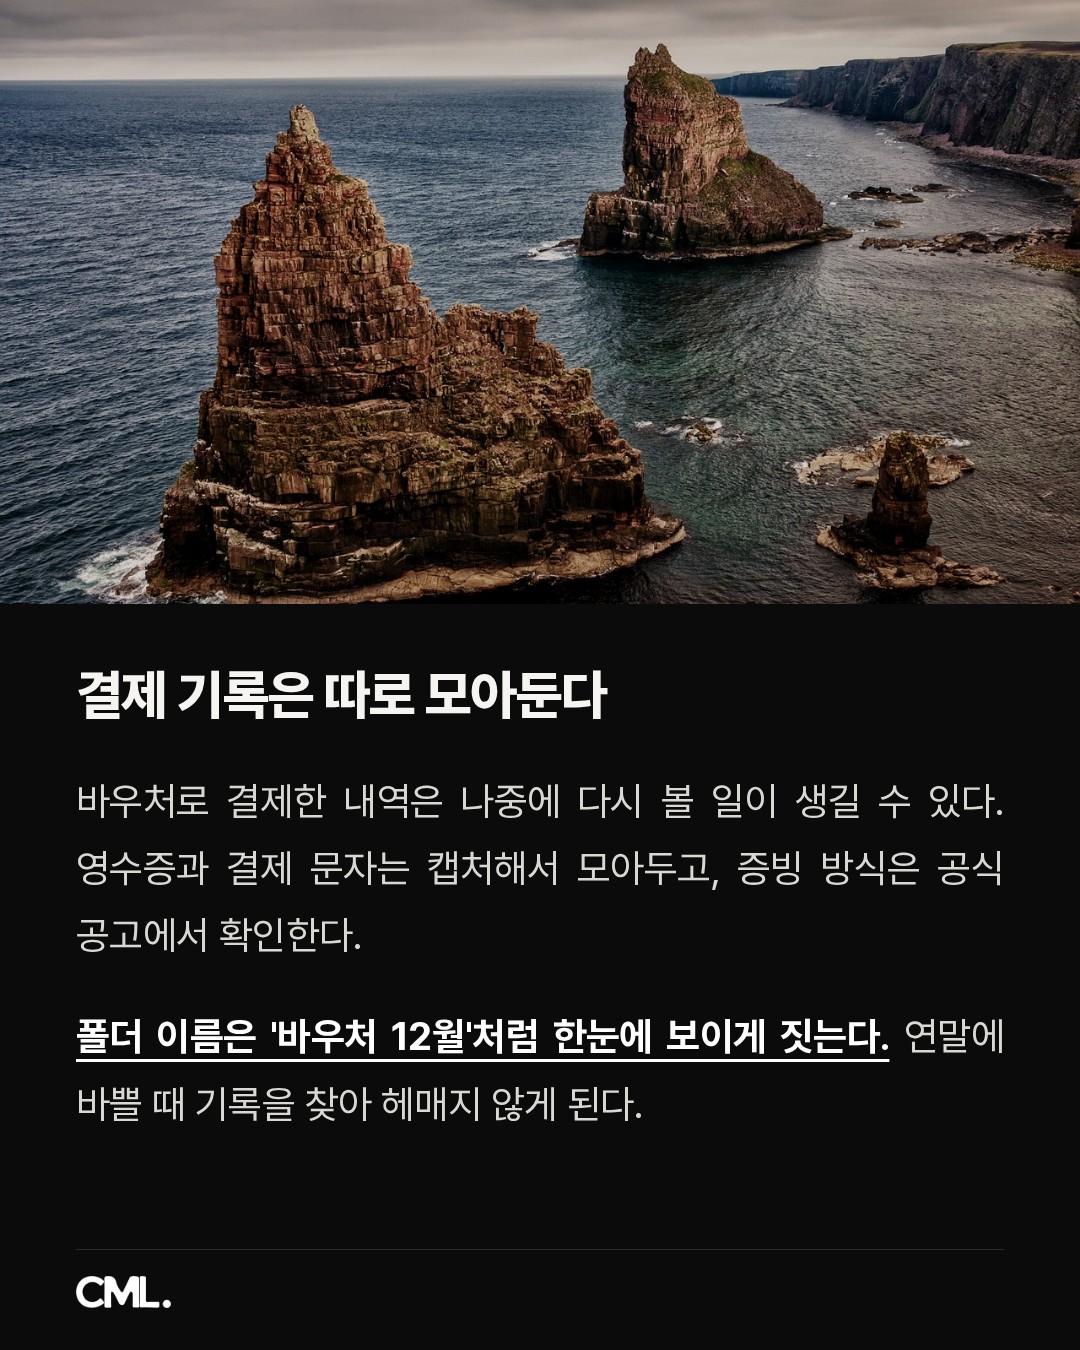 결제 기록은 따로 모아둔다
바우처로 결제한 내역은 나중에 다시 볼 일이 생길 수 있다.
영수증과 결제 문자는 캡처해서 모아두고, 증빙 방식은 공식
공고에서 확인한다.
폴더 이름은 '바우처 12월'처럼 한눈에 보이게 짓는다. 연말에
바쁠 때 기록을 찾아 헤매지 않게 된다.
CML.